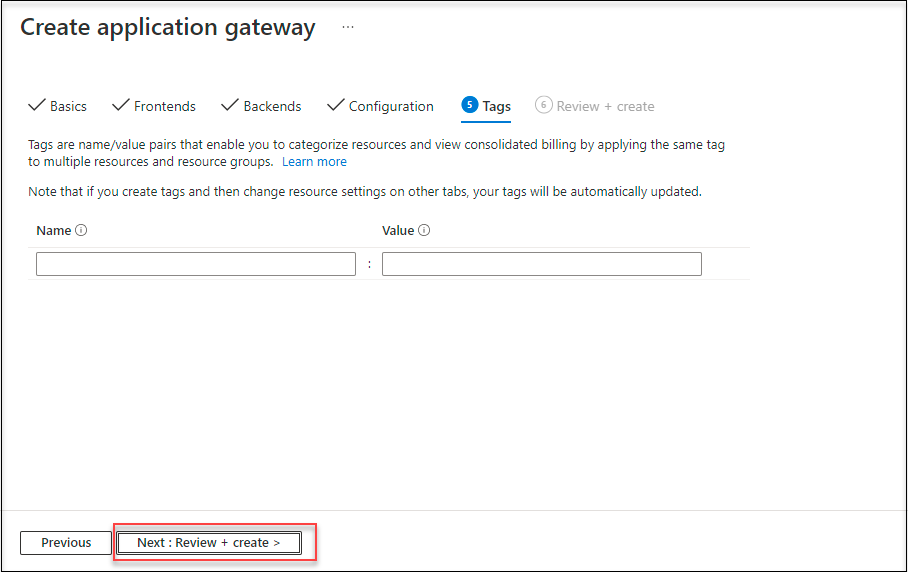 Create application gateway ...
Basics Frontends Backends Configuration 5 Tags 6 Review + create
Tags are name/value pairs that enable you to categorize resources and view consolidated billing by applying the same tag
to multiple resources and resource groups. Learn more
Note that if you create tags and then change resource settings on other tabs, your tags will be automatically updated.
Name Value
:
Previous Next : Review + create >